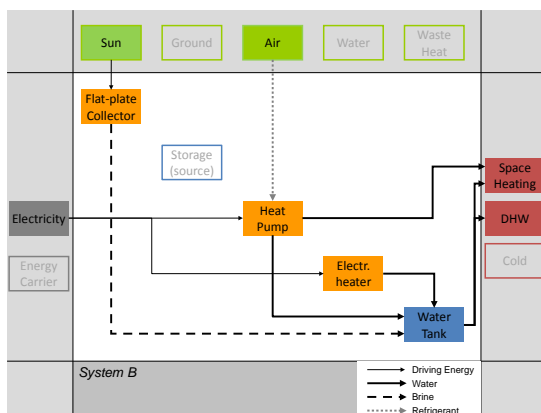 Sun
Ground
Air
Water
Waste
Heat
Flat-plate
Collector
Storage
(source)
Space
Heating
Electricity
Heat
Pump
DHW
Energy
Carrier
Electr.
heater
Cold
Water
Tank
System B
Driving Energy
Water
Brine
Refrigerant